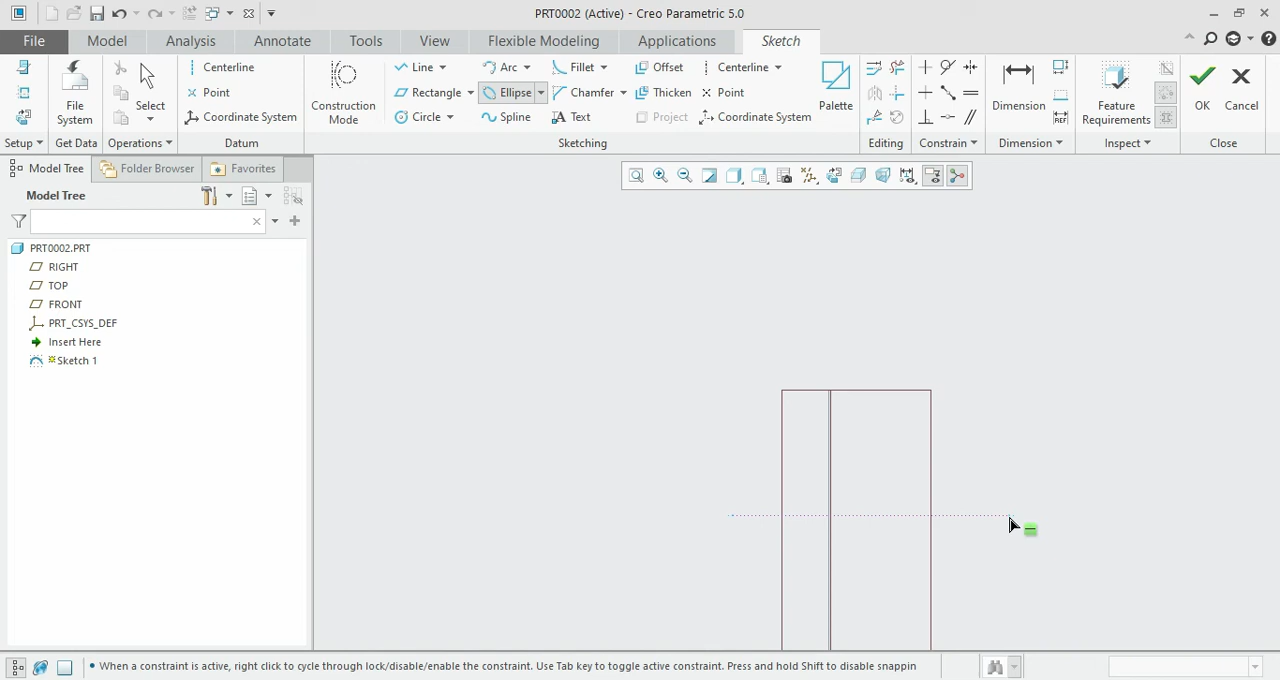 PRT0002 (Active) - Creo Parametric 5.0
File Model Analysis Annotate Tools View Flexible Modeling Applications Sketch
Centerline Line Arc Fillet Offset Centerline
Point Rectangle Ellipse Chamfer Thicken Point
Coordinate System Circle Spline Text Project Coordinate System
File System Select Construction Mode Palette Dimension Feature Requirements OK Cancel
Setup Get Data Operations Datum Sketching Editing Constrain Dimension Inspect Close
REF
Model Tree Folder Browser Favorites
Model Tree
PRT0002.PRT
RIGHT
TOP
FRONT
PRT_CSYS_DEF
Insert Here
Sketch 1
• When a constraint is active, right click to cycle through lock/disable/enable the constraint. Use Tab key to toggle active constraint. Press and hold Shift to disable snappin